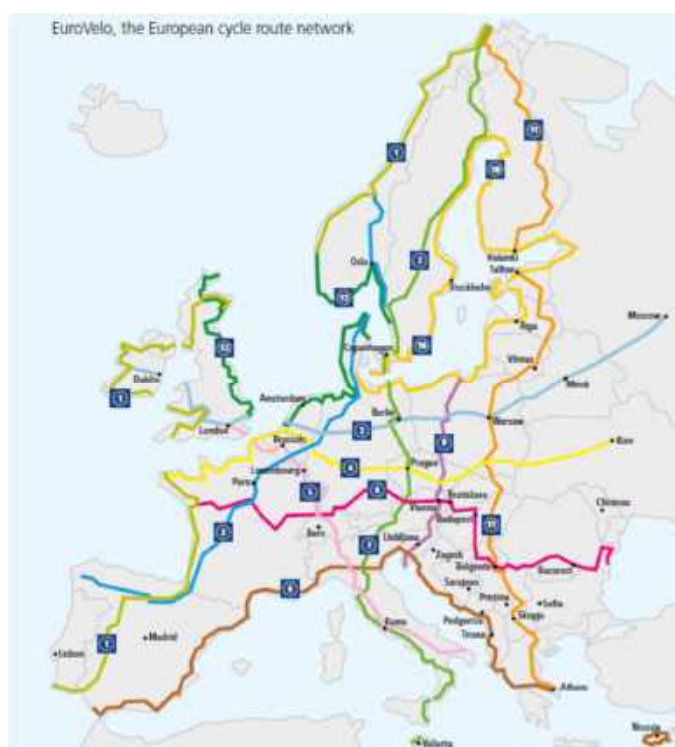 EuroVelo, the European cycle route network
Oslo
Helsinki
Tallinn
Stockholm
Riga
Moscow
Copenhagen
Vilnius
Minsk
Dublin
Amsterdam
London
Berlin
Warsaw
Brussels
Kiev
Luxembourg
Prague
Paris
Bratislava
Chisinau
Vienna
Budapest
Bern
Ljubljana
Zagreb
Belgrade
Bucarest
Sarajevo
Pristina
Sofia
Madrid
Rome
Podgorica
Skopje
Tirana
Lisbon
Athens
Nicosia
Valletta